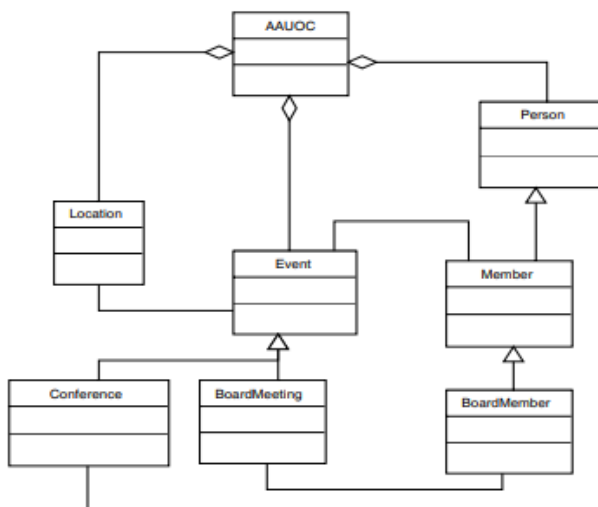 AAUOC
Person
Location
Event
Member
Conference
BoardMeeting
BoardMember